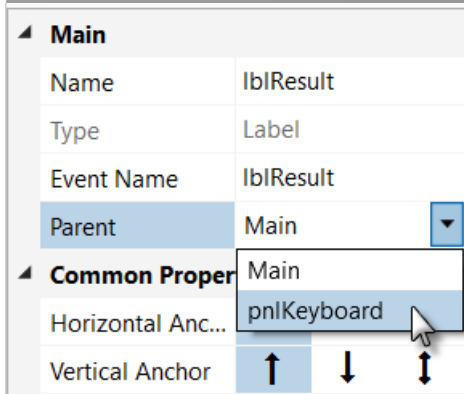 Main
Name lblResult
Type Label
Event Name lblResult
Parent Main
Main
Common Proper
pnlKeyboard
Horizontal Anc...
Vertical Anchor